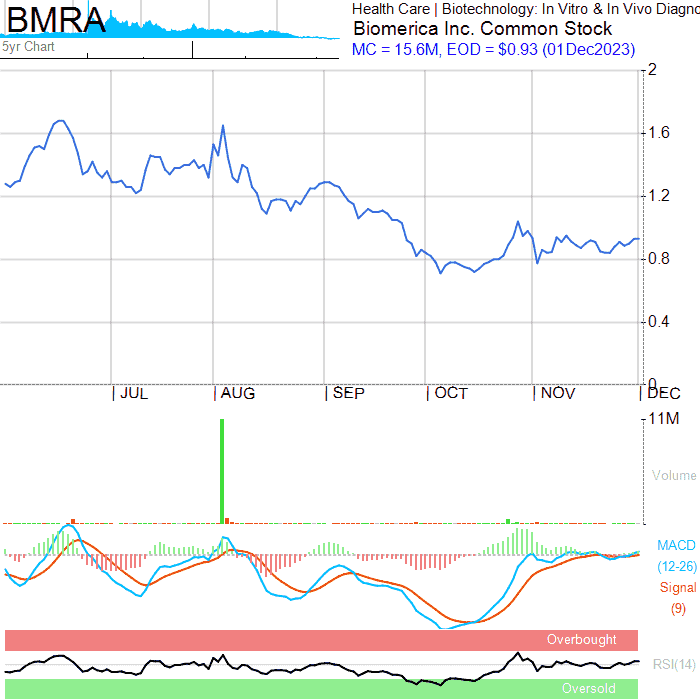 BMRA
5yr Chart
Health Care | Biotechnology: In Vitro & In Vivo Diagno
Biomerica Inc. Common Stock
MC = 15.6M, EOD = $0.93 (01Dec2023)
2
1.6
1.2
0.8
0.4
0
JUL AUG SEP OCT NOV DEC
11M
Volume
MACD
(12-26)
Signal
(9)
Overbought
RSI(14)
Oversold